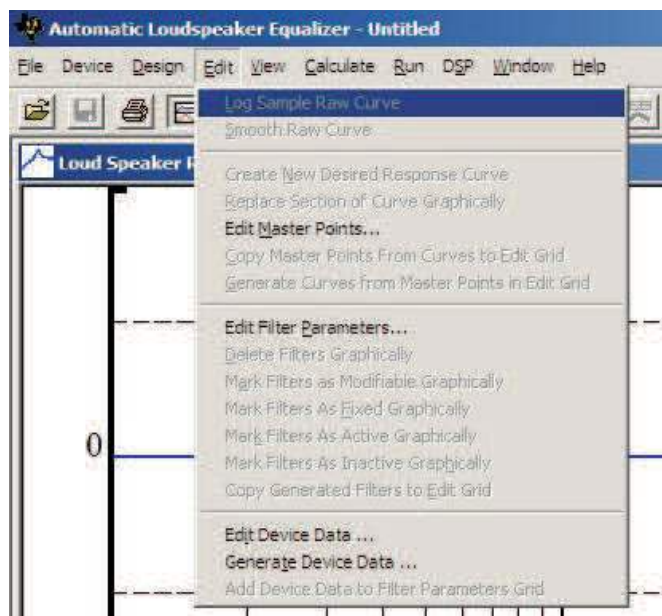 Automatic Loudspeaker Equalizer - Untitled
File Device Design Edit View Calculate Run DSP Window Help
Log Sample Raw Curve
Smooth Raw Curve
Loud Speaker R
Create New Desired Response Curve
Replace Section of Curve Graphically
Edit Master Points...
Copy Master Points From Curves to Edit Grid
Generate Curves from Master Points in Edit Grid
Edit Filter Parameters...
Delete Filters Graphically
Mark Filters as Modifiable Graphically
Mark Filters As Fixed Graphically
Mark Filters As Active Graphically
0
Mark Filters As Inactive Graphically
Copy Generated Filters to Edit Grid
Edit Device Data ...
Generate Device Data ...
Add Device Data to Filter Parameters Grid